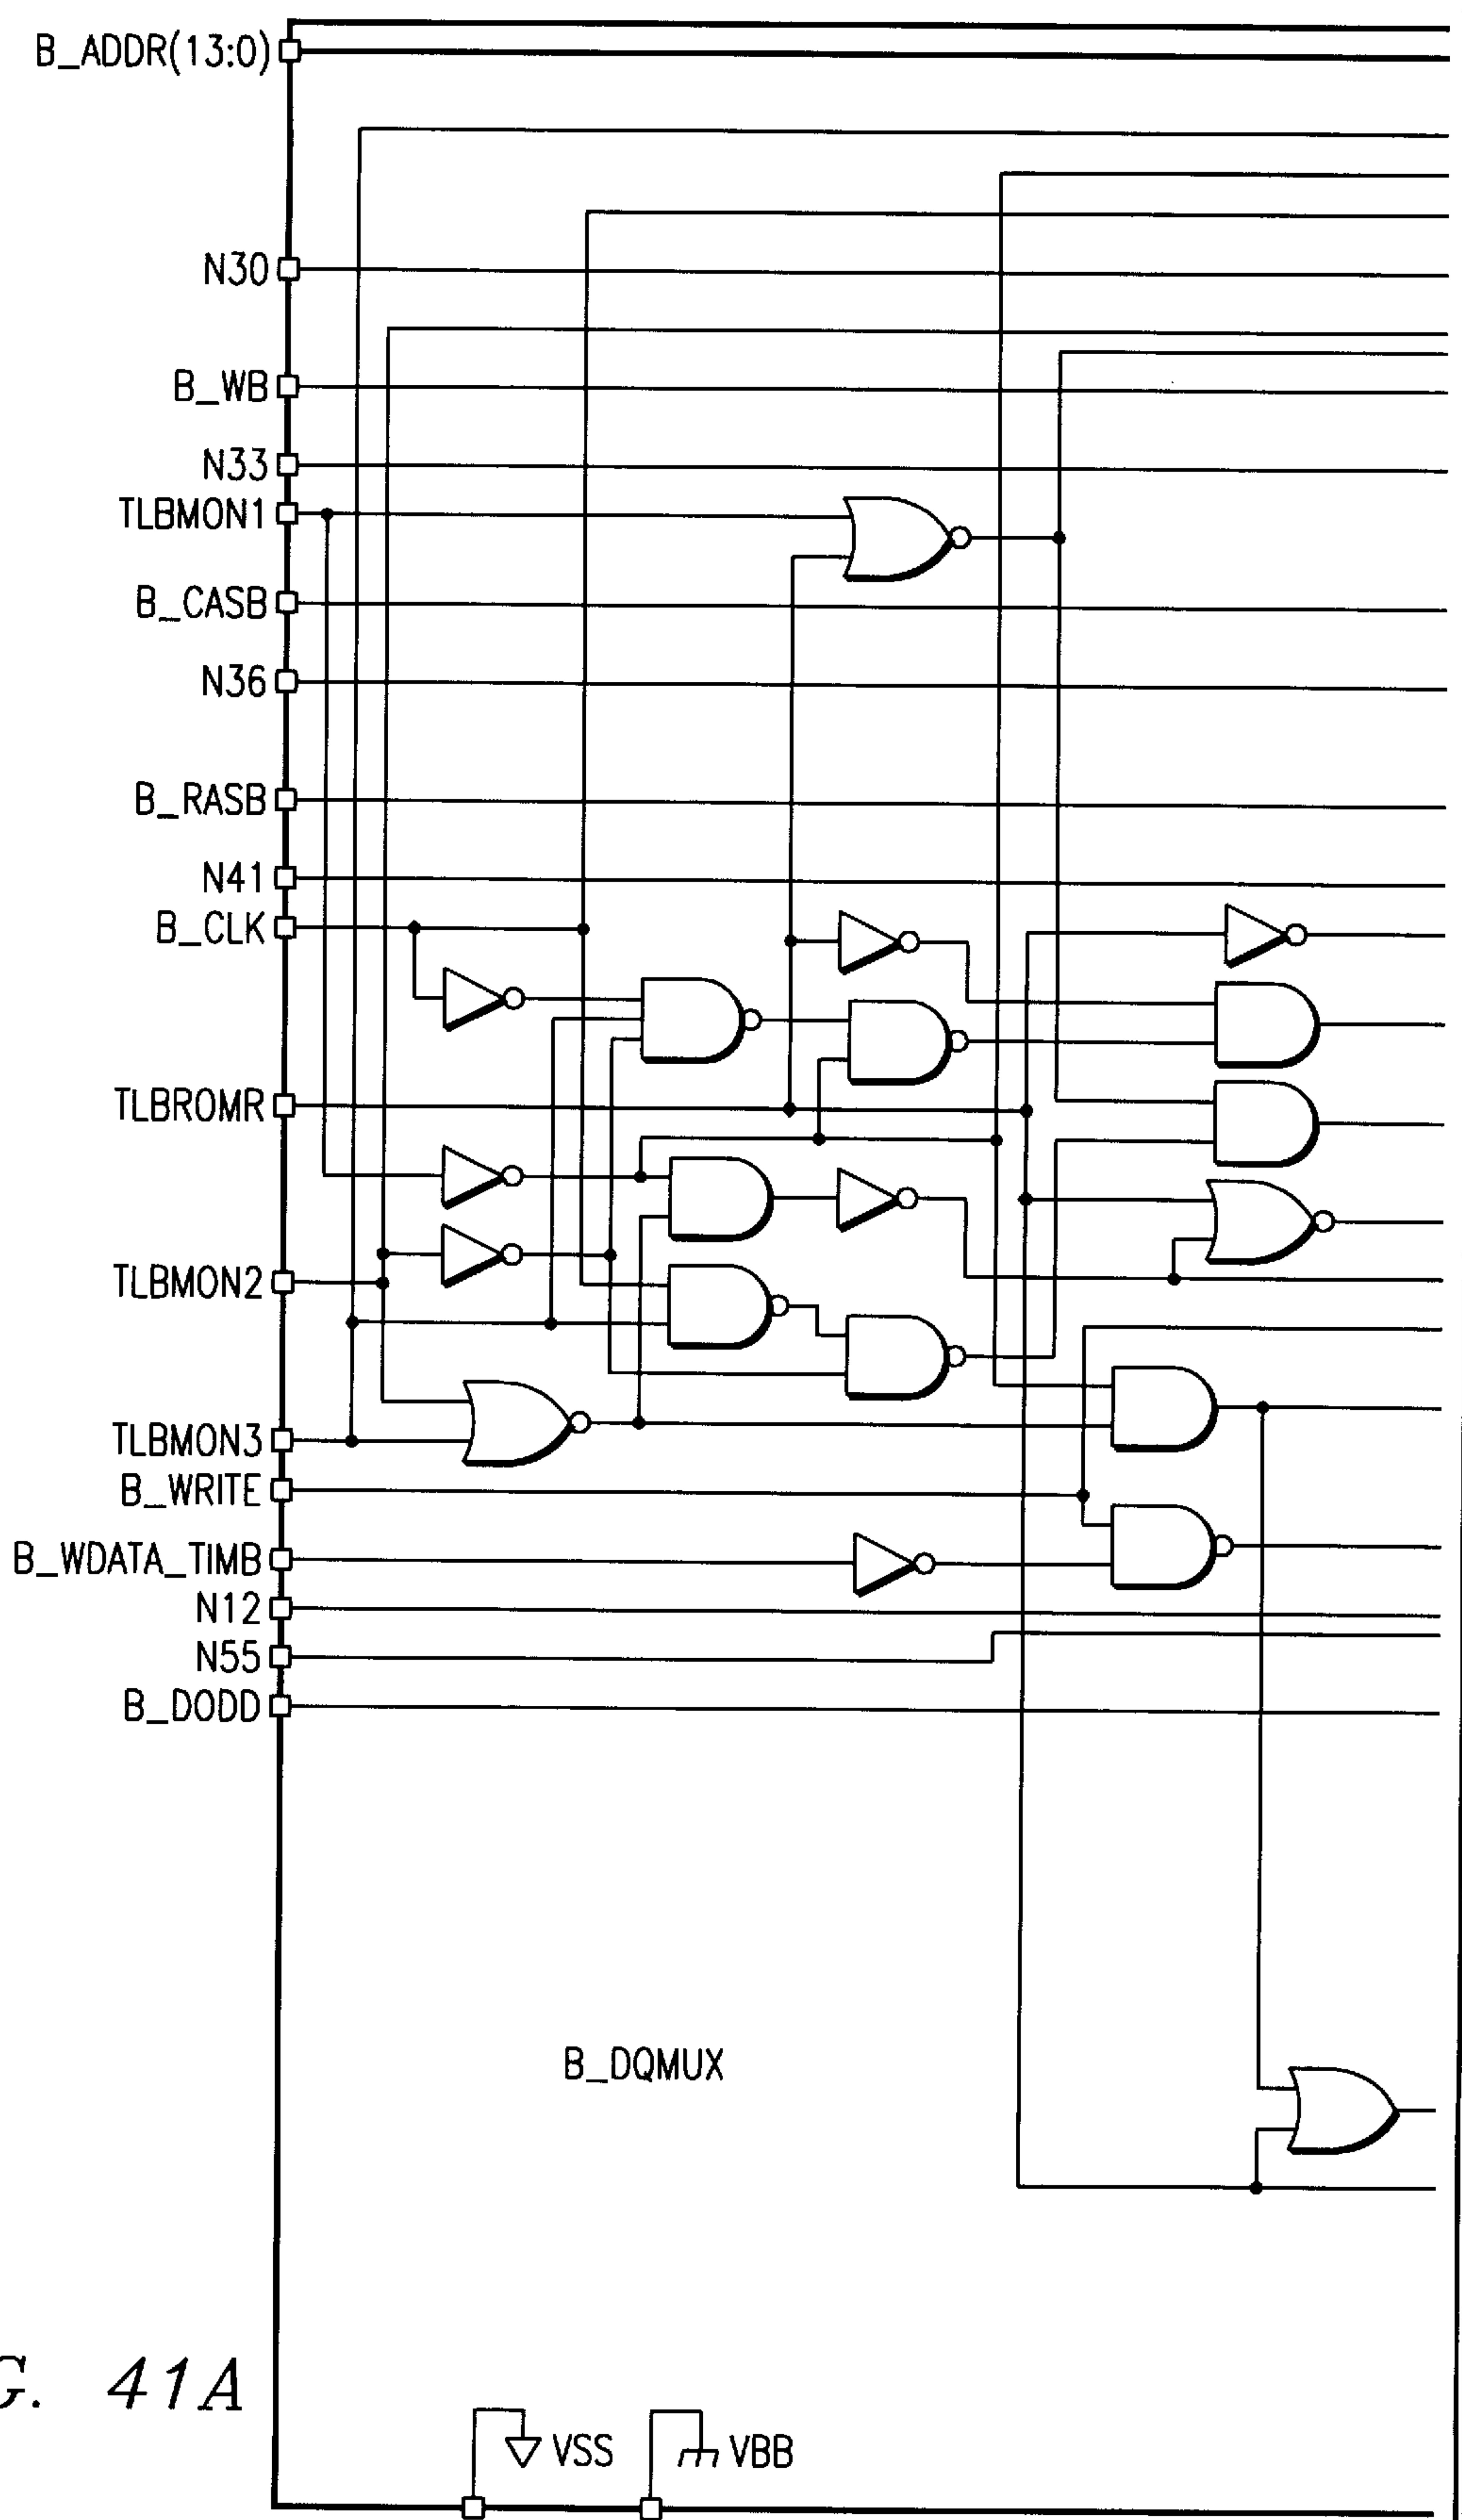 B_ADDR(13:0)
N30
B_WB
N33
TLBMON1
B_CASB
N36
B_RASB
N41
B_CLK
TLBROMR
TLBMON2
TLBMON3
B_WRITE
B_WDATA_TIMB
N12
N55
B_DODD
B_DQMUX
G. 41A
VSS
VBB